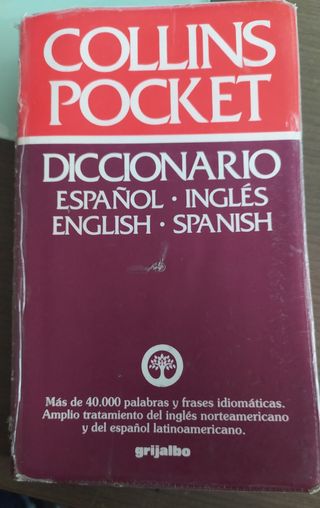 COLLINS
POCKET
DICCIONARIO
ESPAÑOL · INGLÉS
ENGLISH · SPANISH
Más de 40.000 palabras y frases idiomáticas.
Amplio tratamiento del inglés norteamericano
y del español latinoamericano.
grijalbo